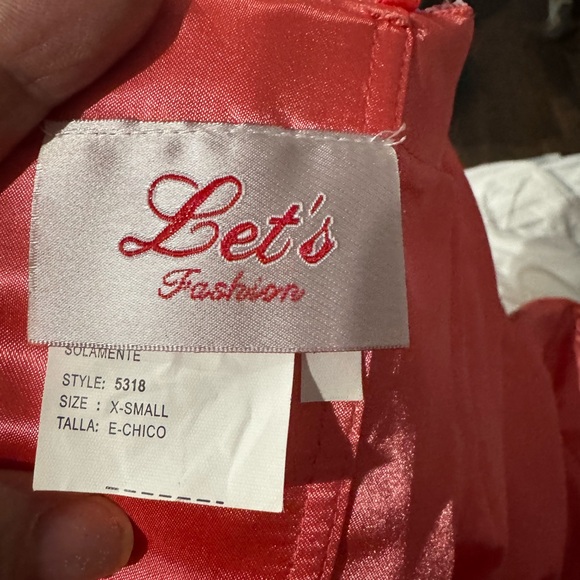 Let's
Fashion
SOLAMENTE
STYLE: 5318
SIZE : X-SMALL
TALLA: E-CHICO